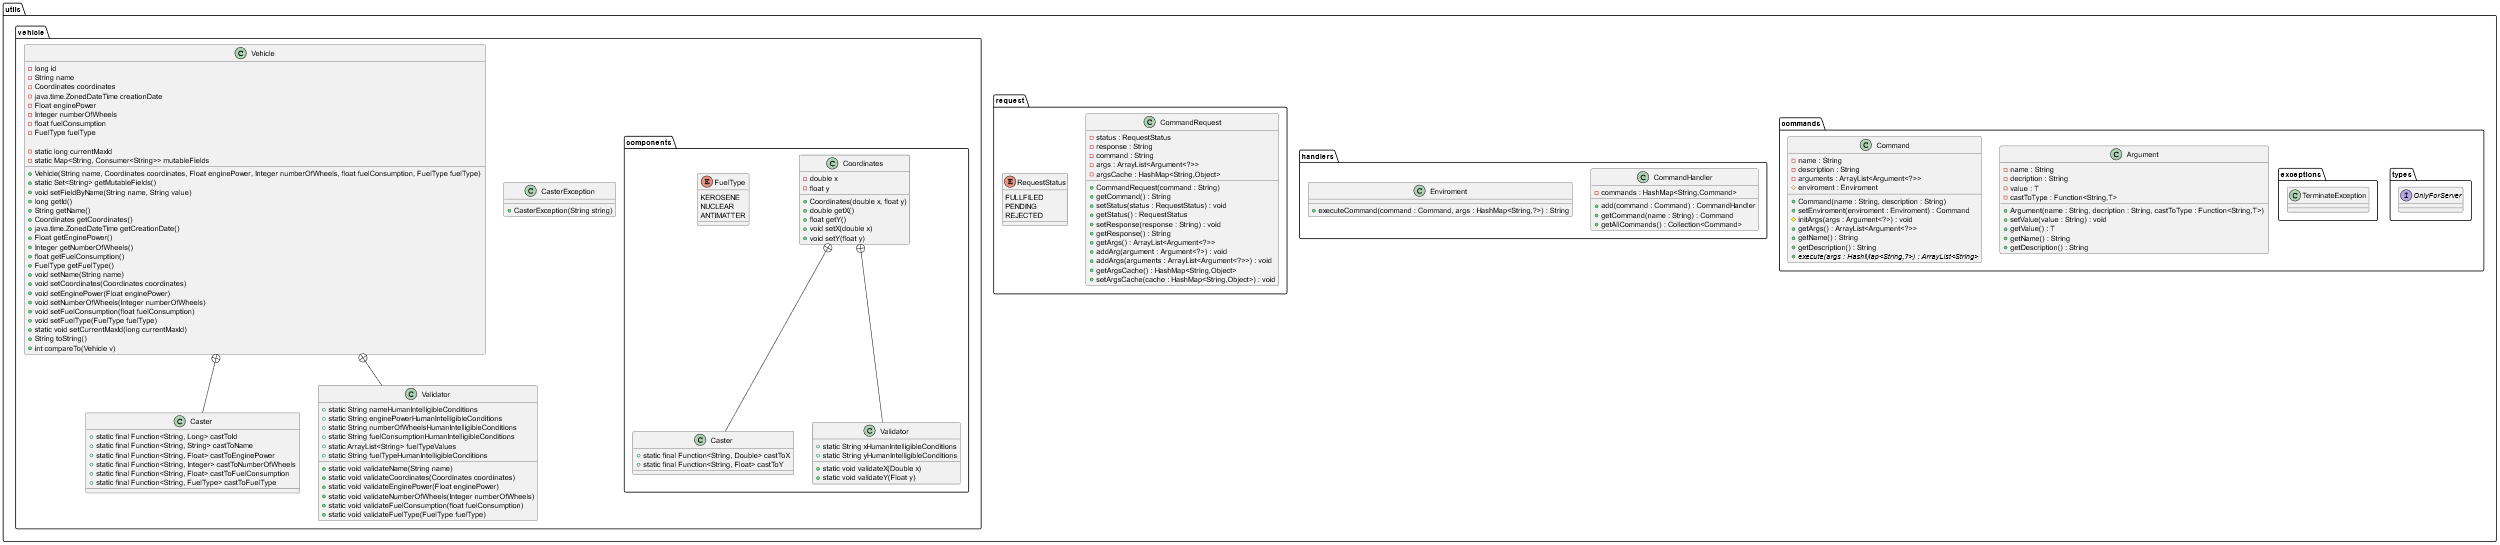 utils
vehicle
C Vehicle
long id
String name
Coordinates coordinates
java.time.ZonedDateTime creationDate
Float enginePower
Integer numberOfWheels
float fuelConsumption
FuelType fuelType
static long currentMaxId
static Map<String, Consumer<String>> mutableFields
Vehicle(String name, Coordinates coordinates, Float enginePower, Integer numberOfWheels, float fuelConsumption, FuelType fuelType)
static Set<String> getMutableFields()
void setFieldByName(String name, String value)
long getId()
String getName()
Coordinates getCoordinates()
java.time.ZonedDateTime getCreationDate()
Float getEnginePower()
Integer getNumberOfWheels()
float getFuelConsumption()
FuelType getFuelType()
void setName(String name)
void setCoordinates(Coordinates coordinates)
void setEnginePower(Float enginePower)
void setNumberOfWheels(Integer numberOfWheels)
void setFuelConsumption(float fuelConsumption)
void setFuelType(FuelType fuelType)
static void setCurrentMaxId(long currentMaxId)
String toString()
int compareTo(Vehicle v)
C Caster
static final Function<String, Long> castToId
static final Function<String, String> castToName
static final Function<String, Float> castToEnginePower
static final Function<String, Integer> castToNumberOfWheels
static final Function<String, Float> castToFuelConsumption
static final Function<String, FuelType> castToFuelType
C Validator
static String nameHumanIntelligibleConditions
static String enginePowerHumanIntelligibleConditions
static String numberOfWheelsHumanIntelligibleConditions
static String fuelConsumptionHumanIntelligibleConditions
static ArrayList<String> fuelTypeValues
static String fuelTypeHumanIntelligibleConditions
static void validateName(String name)
static void validateCoordinates(Coordinates coordinates)
static void validateEnginePower(Float enginePower)
static void validateNumberOfWheels(Integer numberOfWheels)
static void validateFuelConsumption(float fuelConsumption)
static void validateFuelType(FuelType fuelType)
C CasterException
CasterException(String string)
components
E FuelType
KEROSENE
NUCLEAR
ANTIMATTER
C Coordinates
double x
float y
Coordinates(double x, float y)
double getX()
float getY()
void setX(double x)
void setY(float y)
C Caster
static final Function<String, Double> castToX
static final Function<String, Float> castToY
C Validator
static String xHumanIntelligibleConditions
static String yHumanIntelligibleConditions
static void validateX(Double x)
static void validateY(Float y)
request
E RequestStatus
FULLFILED
PENDING
REJECTED
C CommandRequest
status : RequestStatus
response : String
command : String
args : ArrayList<Argument<?>>
argsCache : HashMap<String,Object>
CommandRequest(command : String)
getCommand() : String
setStatus(status : RequestStatus) : void
getStatus() : RequestStatus
setResponse(response : String) : void
getResponse() : String
getArgs() : ArrayList<Argument<?>>
addArg(argument : Argument<?>) : void
addArgs(arguments : ArrayList<Argument<?>>) : void
getArgsCache() : HashMap<String,Object>
setArgsCache(cache : HashMap<String,Object>) : void
handlers
C Enviroment
executeCommand(command : Command, args : HashMap<String,?>) : String
C CommandHandler
commands : HashMap<String,Command>
add(command : Command) : CommandHandler
getCommand(name : String) : Command
getAllCommands() : Collection<Command>
commands
C Command
name : String
description : String
arguments : ArrayList<Argument<?>>
enviroment : Enviroment
Command(name : String, description : String)
setEnviroment(enviroment : Enviroment) : Command
initArgs(args : Argument<?>) : void
getArgs() : ArrayList<Argument<?>>
getName() : String
getDescription() : String
execute(args : HashMap<String,?>) : ArrayList<String>
C Argument
name : String
decription : String
value : T
castToType : Function<String,T>
Argument(name : String, decription : String, castToType : Function<String,T>)
setValue(value : String) : void
getValue() : T
getName() : String
getDescription() : String
exceptions
C TerminateException
types
I OnlyForServer